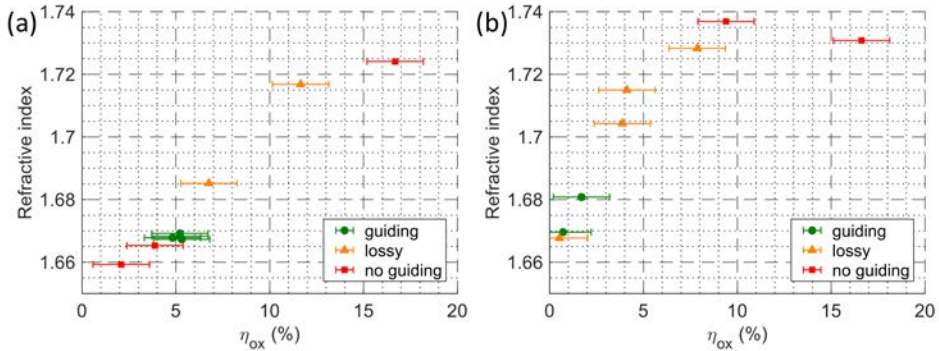 (a)
Refractive index
1.74
1.72
1.7
1.68
1.66
0
5
10
15
20
η_ox (%)
guiding
lossy
no guiding
(b)
Refractive index
1.74
1.72
1.7
1.68
1.66
0
5
10
15
20
η_ox (%)
guiding
lossy
no guiding